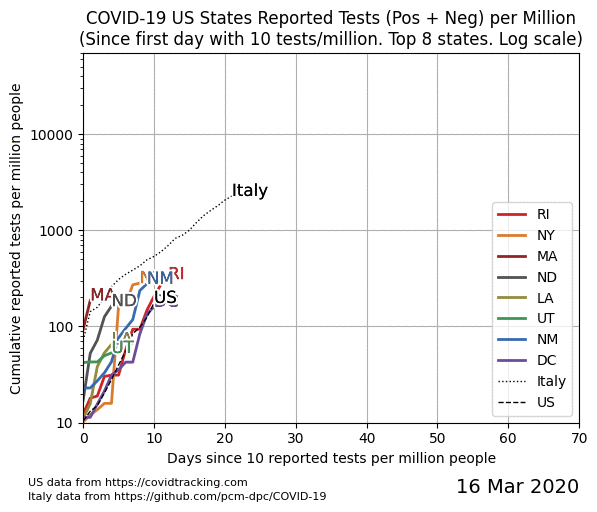 COVID-19 US States Reported Tests (Pos + Neg) per Million
(Since first day with 10 tests/million. Top 8 states. Log scale)
Cumulative reported tests per million people
10000
1000
100
10
Italy
MA
ND
NM
RI
US
UT
RI
NY
MA
ND
LA
UT
NM
DC
Italy
US
0 10 20 30 40 50 60 70
Days since 10 reported tests per million people
US data from https://covidtracking.com
Italy data from https://github.com/pcm-dpc/COVID-19
16 Mar 2020